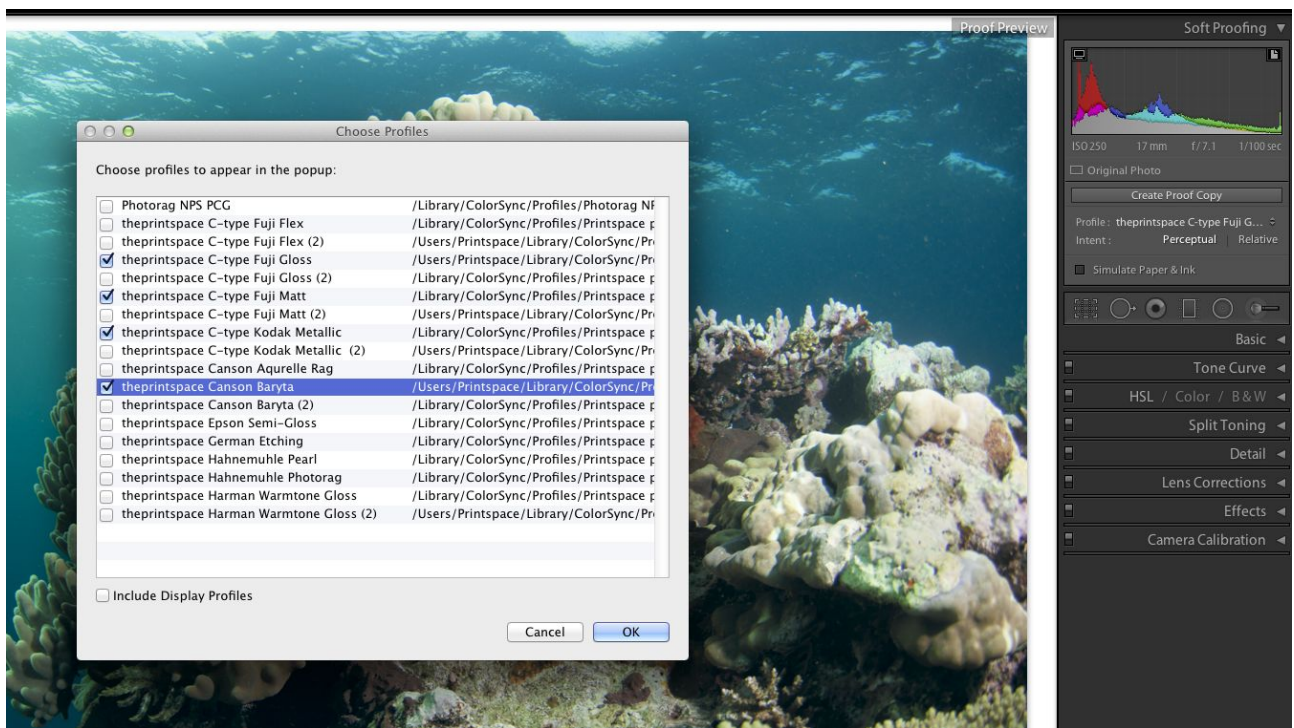 Proof Preview
Soft Proofing
ISO 250 17 mm f/7.1 1/100 sec
Original Photo
Create Proof Copy
Profile: theprintspace C-type Fuji G...
Intent: Perceptual Relative
Simulate Paper & Ink
Basic
Tone Curve
HSL / Color / B & W
Split Toning
Detail
Lens Corrections
Effects
Camera Calibration
Choose Profiles
Choose profiles to appear in the popup:
Photorag NPS PCG /Library/ColorSync/Profiles/Photorag NF
theprintspace C-type Fuji Flex /Library/ColorSync/Profiles/Printspace p
theprintspace C-type Fuji Flex (2) /Users/Printspace/Library/ColorSync/Pr
theprintspace C-type Fuji Gloss /Users/Printspace/Library/ColorSync/Pr
theprintspace C-type Fuji Gloss (2) /Library/ColorSync/Profiles/Printspace p
theprintspace C-type Fuji Matt /Library/ColorSync/Profiles/Printspace p
theprintspace C-type Fuji Matt (2) /Users/Printspace/Library/ColorSync/Pr
theprintspace C-type Kodak Metallic /Library/ColorSync/Profiles/Printspace p
theprintspace C-type Kodak Metallic (2) /Users/Printspace/Library/ColorSync/Pr
theprintspace Canson Aqurelle Rag /Library/ColorSync/Profiles/Printspace p
theprintspace Canson Baryta /Users/Printspace/Library/ColorSync/Pr
theprintspace Canson Baryta (2) /Library/ColorSync/Profiles/Printspace p
theprintspace Epson Semi-Gloss /Library/ColorSync/Profiles/Printspace p
theprintspace German Etching /Library/ColorSync/Profiles/Printspace p
theprintspace Hahnemuhle Pearl /Library/ColorSync/Profiles/Printspace p
theprintspace Hahnemuhle Photorag /Library/ColorSync/Profiles/Printspace p
theprintspace Harman Warmtone Gloss /Library/ColorSync/Profiles/Printspace p
theprintspace Harman Warmtone Gloss (2) /Users/Printspace/Library/ColorSync/Pr
Include Display Profiles
Cancel OK